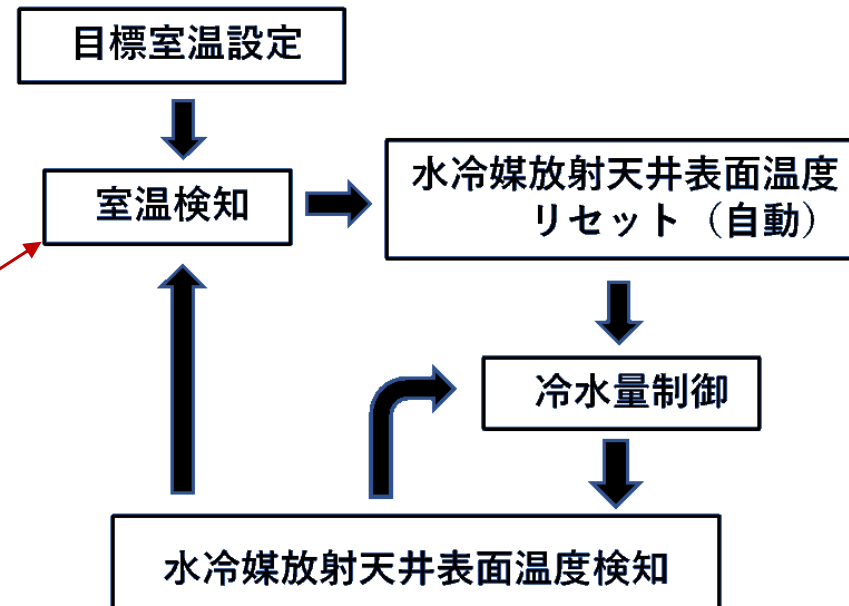 目標室温設定
室温検知
水冷媒放射天井表面温度
リセット（自動）
冷水量制御
水冷媒放射天井表面温度検知